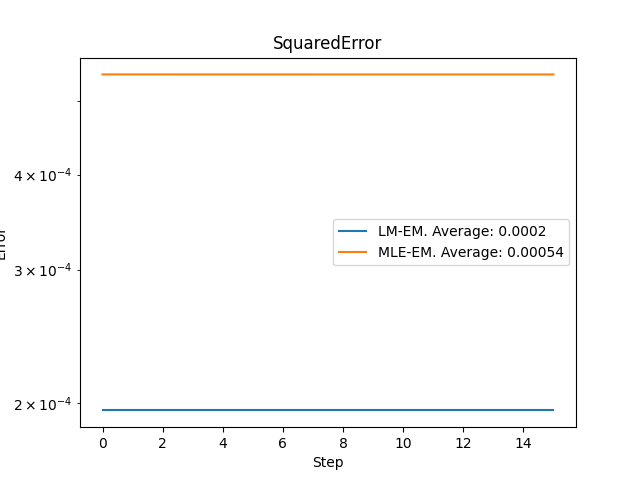 SquaredError
4 × 10⁻⁴
3 × 10⁻⁴
2 × 10⁻⁴
Error
LM-EM. Average: 0.0002
MLE-EM. Average: 0.00054
0 2 4 6 8 10 12 14
Step